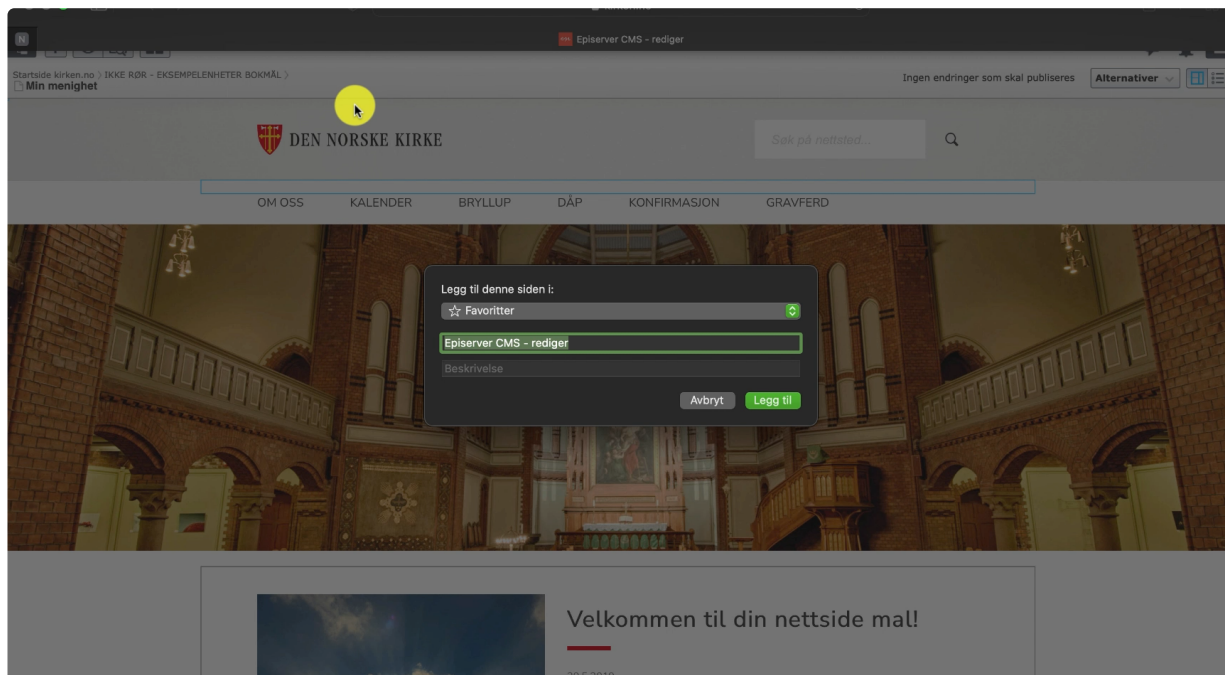 N
Episerver CMS - rediger
Startside kirken.no > IKKE RØR - EKSEMPELENHETER BOKMÅL >
Min menighet
Ingen endringer som skal publiseres
Alternativer
DEN NORSKE KIRKE
Søk på nettsted...
OM OSS KALENDER BRYLLUP DÅP KONFIRMASJON GRAVFERD
Legg til denne siden i:
Favoritter
Episerver CMS - rediger
Beskrivelse
Avbryt Legg til
Velkommen til din nettside mal!